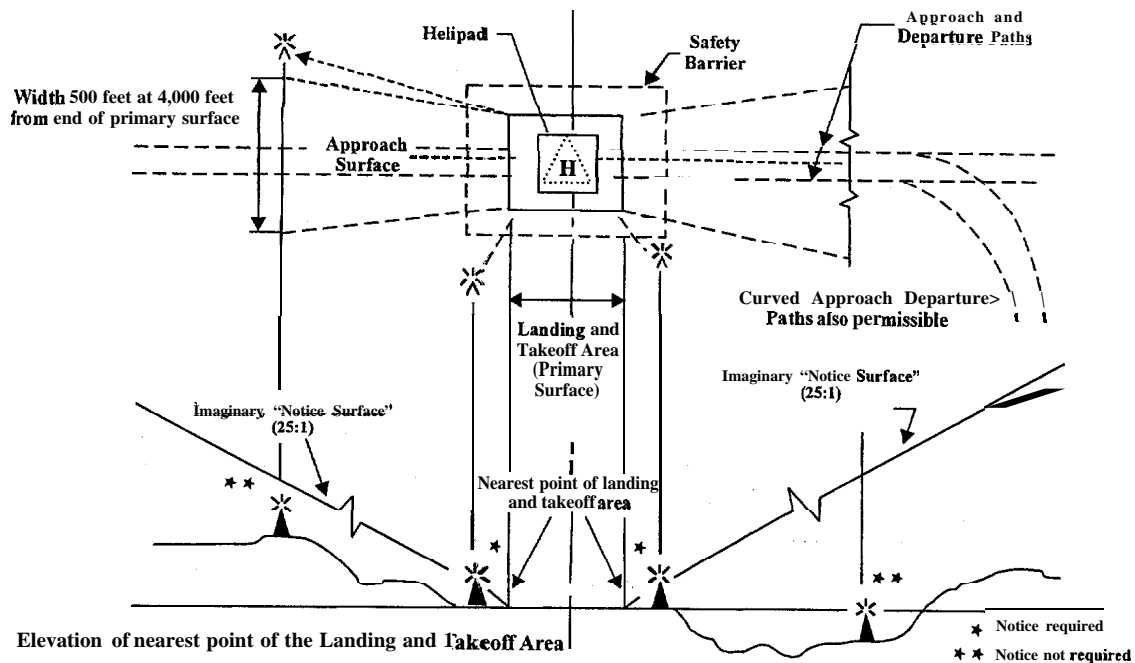 Approach and
Departure Paths
Helipad
Safety
Barrier
Width 500 feet at 4,000 feet
from end of primary surface
Approach
Surface
H
Curved Approach Departure>
Paths also permissible
Landing and
Takeoff Area
(Primary
Surface)
Imaginary "Notice Surface"
(25:1)
Imaginary "Notice Surface"
(25:1)
Nearest point of landing
and takeoff area
Elevation of nearest point of the Landing and Takeoff Area
Notice required
Notice not required